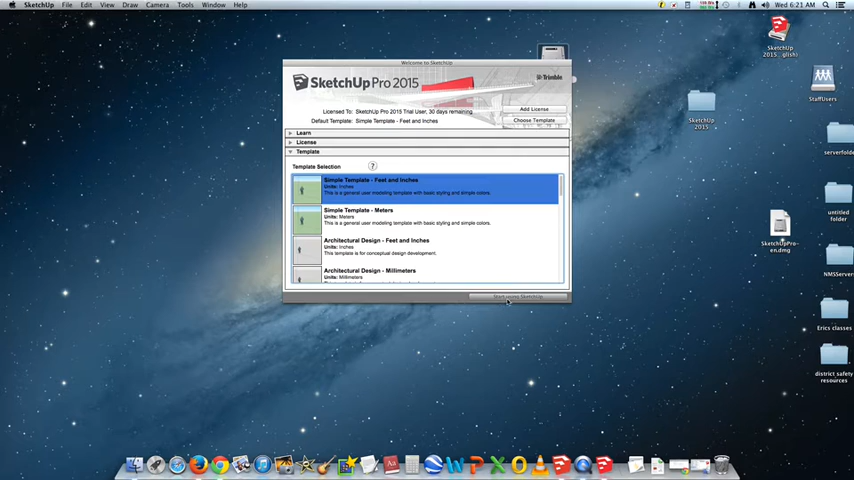 SketchUp File Edit View Draw Camera Tools Window Help
Wed 6:21 AM
Welcome to SketchUp
SketchUp Pro 2015
Trimble
Licensed To: SketchUp Pro 2015 Trial User, 30 days remaining
Add License
Default Template: Simple Template - Feet and Inches
Choose Template
Learn
License
Template
Template Selection ?
Simple Template - Feet and Inches
Units: Inches
This is a general user modeling template with basic styling and simple colors.
Simple Template - Meters
Units: Meters
This is a general user modeling template with basic styling and simple colors.
Architectural Design - Feet and Inches
Units: Inches
This template is for conceptual design development.
Architectural Design - Millimeters
Units: Millimeters
Start using SketchUp
SketchUp
2015
SketchUp
2015 ...glish)
StaffUsers
serverfolder
untitled
folder
SketchUpPro-
en.dmg
NMSServer
Erics classes
district_safety
resources